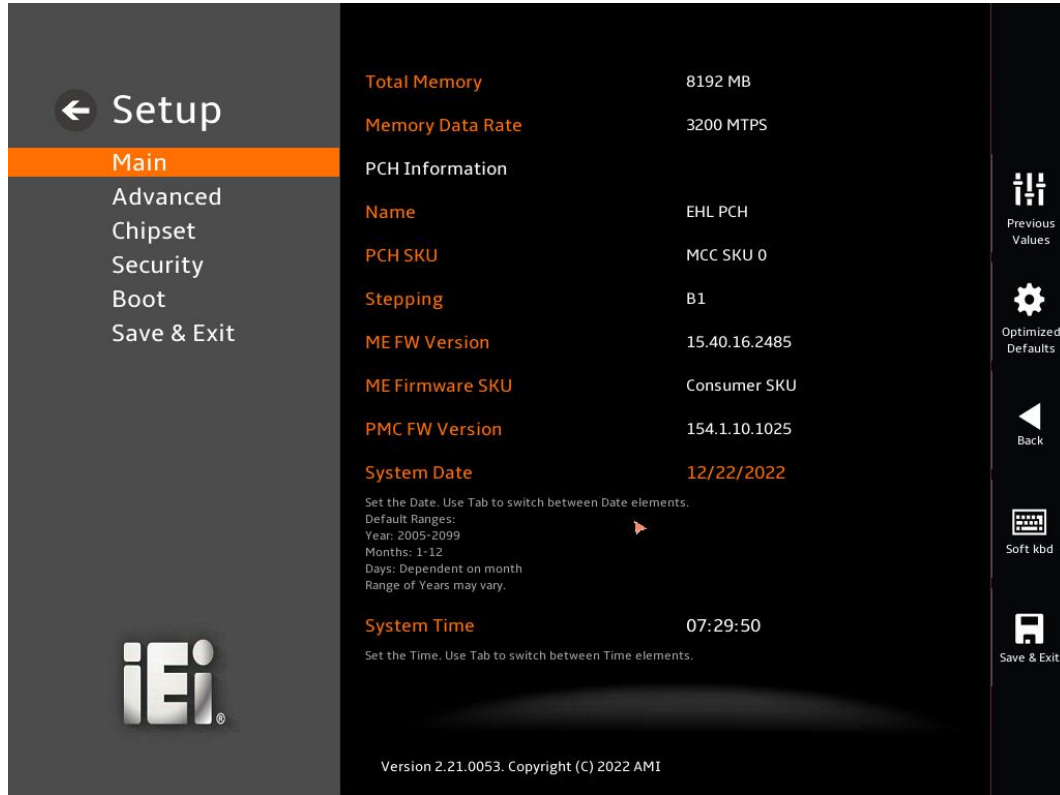 Setup
Main
Advanced
Chipset
Security
Boot
Save & Exit
iEi®
Total Memory 8192 MB
Memory Data Rate 3200 MTPS
PCH Information
Name EHL PCH
PCH SKU MCC SKU 0
Stepping B1
ME FW Version 15.40.16.2485
ME Firmware SKU Consumer SKU
PMC FW Version 154.1.10.1025
System Date 12/22/2022
Set the Date. Use Tab to switch between Date elements.
Default Ranges:
Year: 2005-2099
Months: 1-12
Days: Dependent on month
Range of Years may vary.
System Time 07:29:50
Set the Time. Use Tab to switch between Time elements.
Version 2.21.0053. Copyright (C) 2022 AMI
Previous
Values
Optimized
Defaults
Back
Soft kbd
Save & Exit